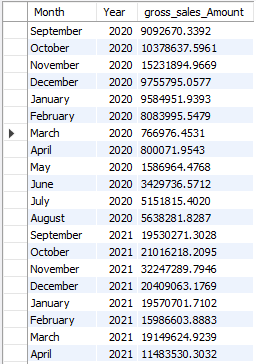 Month Year gross_sales_Amount
September 2020 9092670.3392
October 2020 10378637.5961
November 2020 15231894.9669
December 2020 9755795.0577
January 2020 9584951.9393
February 2020 8083995.5479
March 2020 766976.4531
April 2020 800071.9543
May 2020 1586964.4768
June 2020 3429736.5712
July 2020 5151815.4020
August 2020 5638281.8287
September 2021 19530271.3028
October 2021 21016218.2095
November 2021 32247289.7946
December 2021 20409063.1769
January 2021 19570701.7102
February 2021 15986603.8883
March 2021 19149624.9239
April 2021 11483530.3032